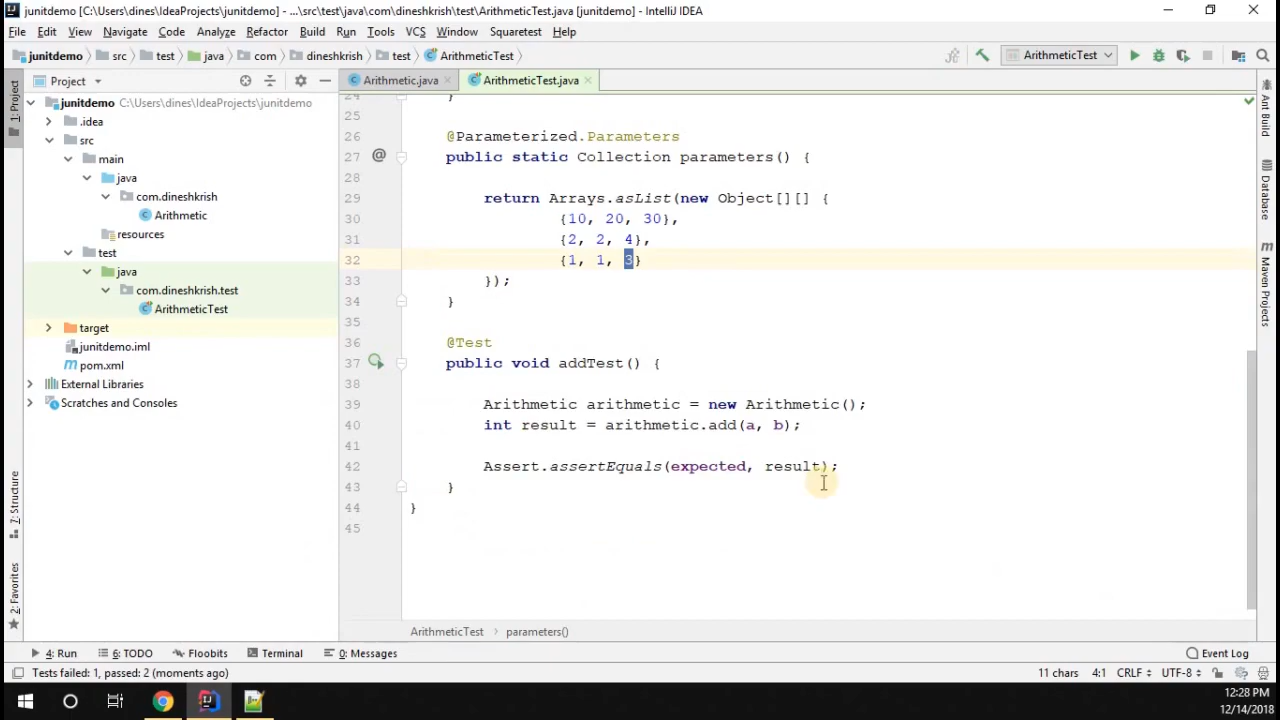 junitdemo [C:\Users\dines\IdeaProjects\junitdemo] - ...\src\test\java\com\dineshkrish\test\ArithmeticTest.java [junitdemo] - IntelliJ IDEA
File Edit View Navigate Code Analyze Refactor Build Run Tools VCS Window Squaretest Help
junitdemo src test java com dineshkrish test ArithmeticTest ArithmeticTest
1: Project
Project
Arithmetic.java
ArithmeticTest.java
junitdemo C:\Users\dines\IdeaProjects\junitdemo
.idea
src
main
java
com.dineshkrish
Arithmetic
resources
test
java
com.dineshkrish.test
ArithmeticTest
target
junitdemo.iml
pom.xml
External Libraries
Scratches and Consoles
7: Structure
2: Favorites
24 }
25
26 @Parameterized.Parameters
27 @ public static Collection parameters() {
28
29 return Arrays.asList(new Object[][] {
30 {10, 20, 30},
31 {2, 2, 4},
32 {1, 1, 3}
33 });
34 }
35
36 @Test
37 public void addTest() {
38
39 Arithmetic arithmetic = new Arithmetic();
40 int result = arithmetic.add(a, b);
41
42 Assert.assertEquals(expected, result);
43 }
44 }
45
ArithmeticTest parameters()
Ant Build
Database
Maven Projects
4: Run 6: TODO Floobits Terminal 0: Messages Event Log
Tests failed: 1, passed: 2 (moments ago) 11 chars 4:1 CRLF UTF-8
12:28 PM
12/14/2018